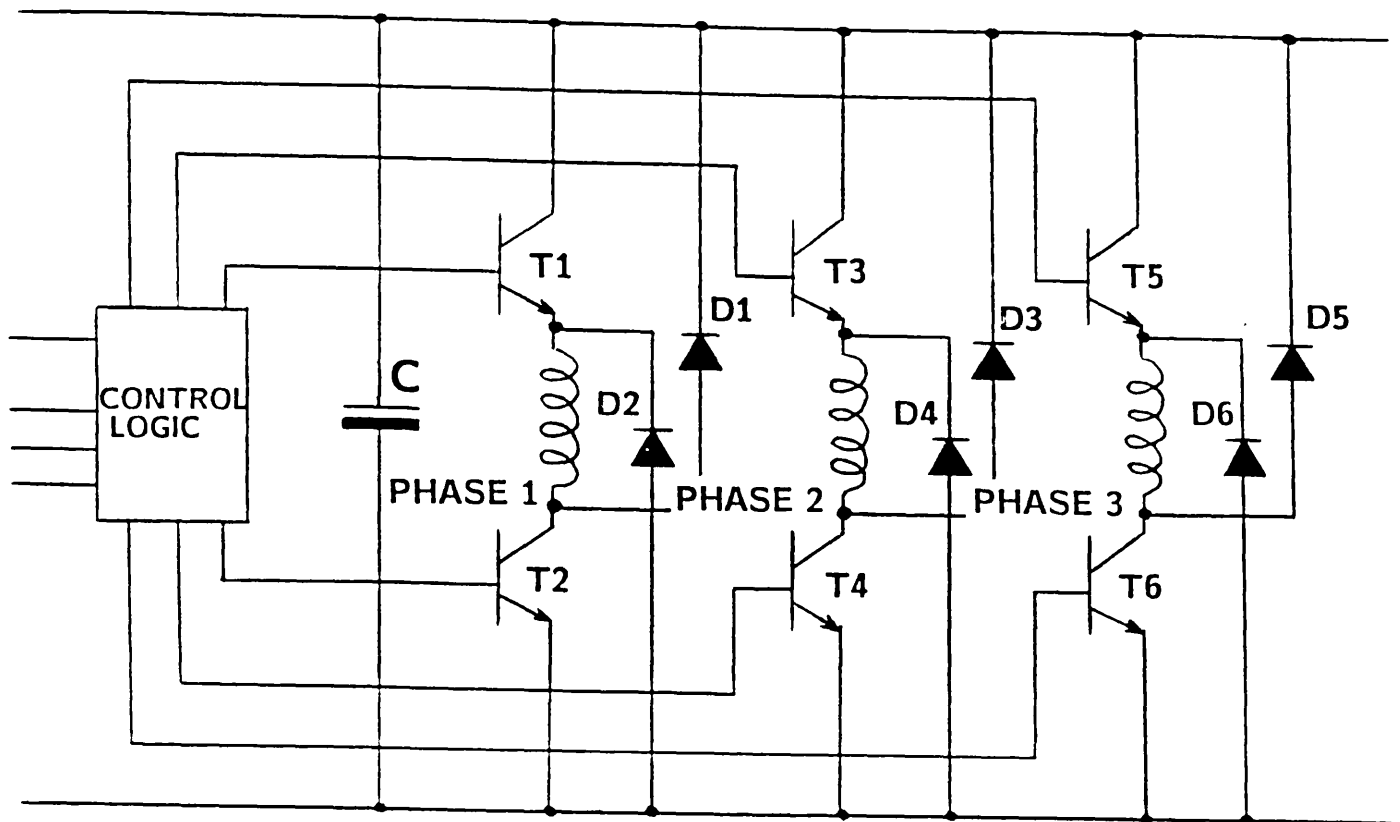 T1
T3
T5
D1
D3
D5
CONTROL
LOGIC
C
D2
D4
D6
PHASE 1
PHASE 2
PHASE 3
T2
T4
T6